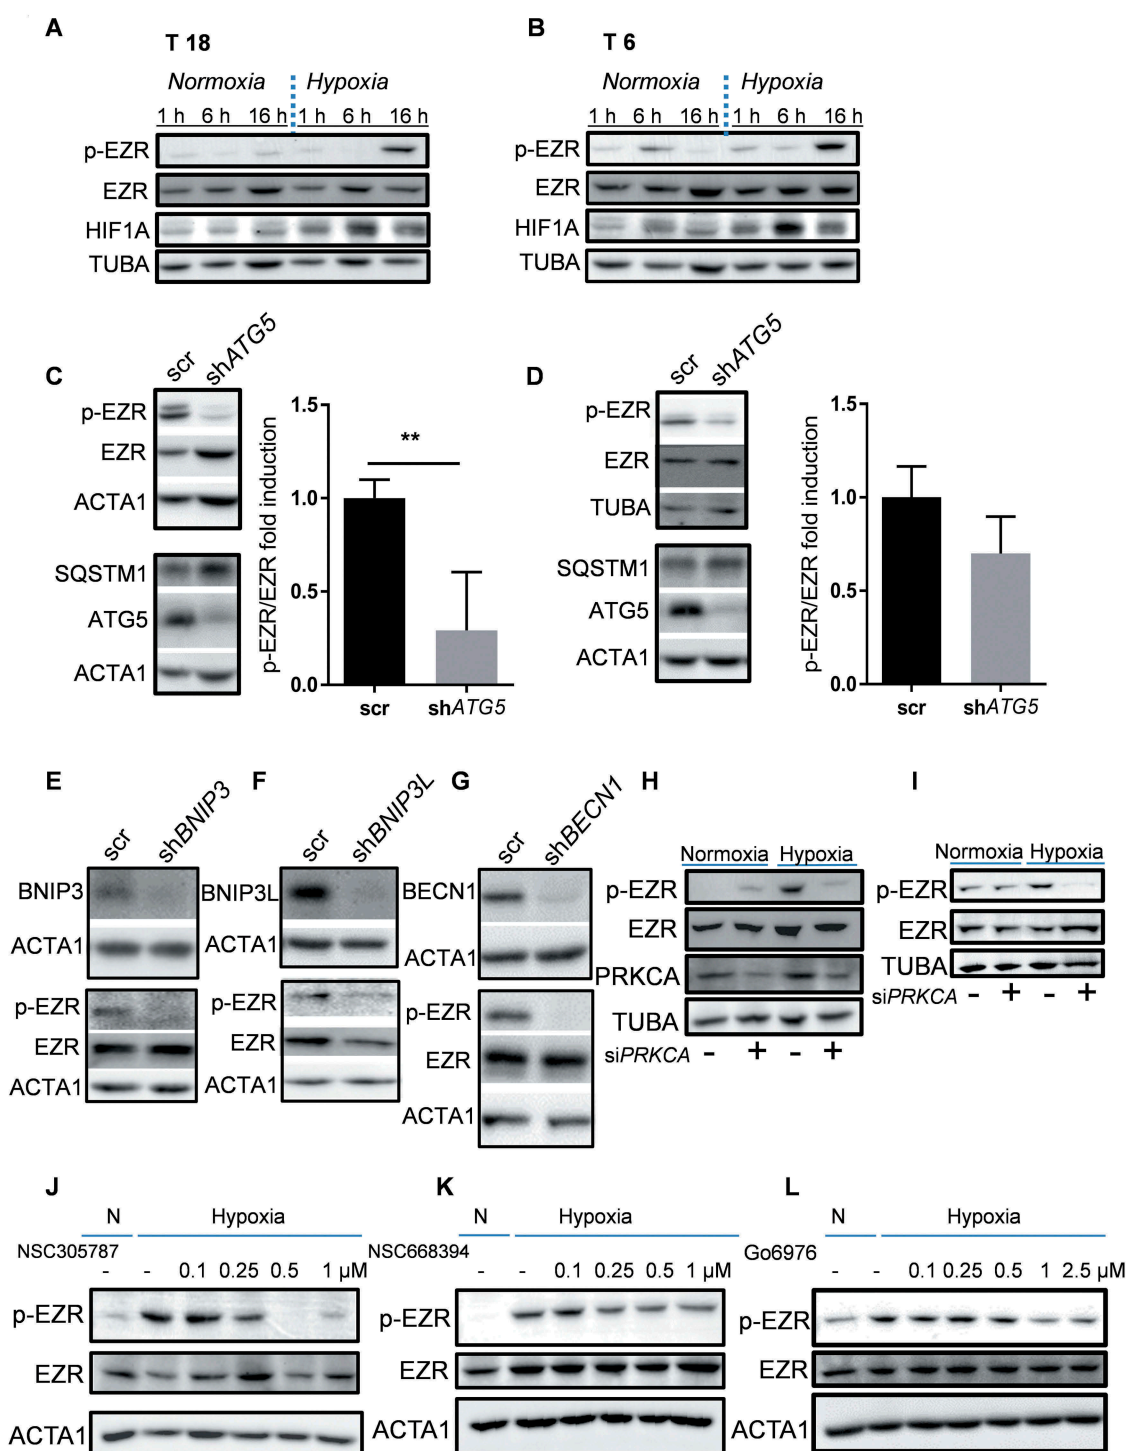 A
T 18
Normoxia Hypoxia
1 h 6 h 16 h 1 h 6 h 16 h
p-EZR
EZR
HIF1A
TUBA
B
T 6
Normoxia Hypoxia
1 h 6 h 16 h 1 h 6 h 16 h
p-EZR
EZR
HIF1A
TUBA
C
scr shATG5
p-EZR
EZR
ACTA1
SQSTM1
ATG5
ACTA1
p-EZR/EZR fold induction
1.5
1.0
0.5
0.0
**
scr shATG5
D
scr shATG5
p-EZR
EZR
TUBA
SQSTM1
ATG5
ACTA1
p-EZR/EZR fold induction
1.5
1.0
0.5
0.0
scr shATG5
E
scr shBNIP3
BNIP3
ACTA1
p-EZR
EZR
ACTA1
F
scr shBNIP3L
BNIP3L
ACTA1
p-EZR
EZR
ACTA1
G
scr shBECN1
BECN1
ACTA1
p-EZR
EZR
ACTA1
H
Normoxia Hypoxia
p-EZR
EZR
PRKCA
TUBA
siPRKCA - + - +
I
Normoxia Hypoxia
p-EZR
EZR
TUBA
siPRKCA - + - +
J
N Hypoxia
NSC305787
- - 0.1 0.25 0.5 1 µM
p-EZR
EZR
ACTA1
K
N Hypoxia
NSC668394
- - 0.1 0.25 0.5 1 µM
p-EZR
EZR
ACTA1
L
N Hypoxia
Go6976
- - 0.1 0.25 0.5 1 2.5 µM
p-EZR
EZR
ACTA1